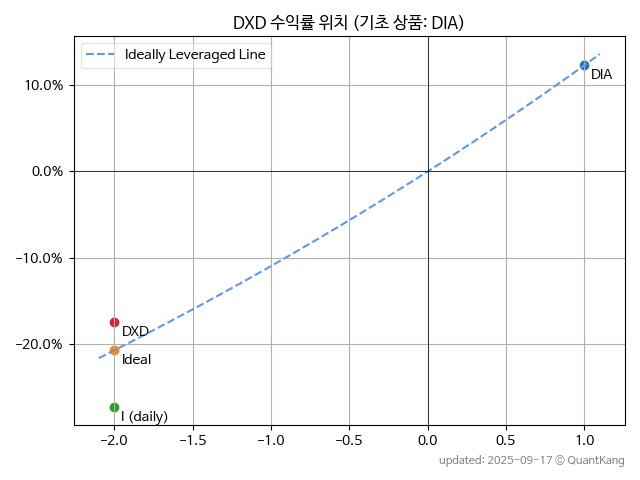 DXD 수익률 위치 (기초 상품: DIA)
Ideally Leveraged Line
DIA
10.0%
0.0%
−10.0%
−20.0%
DXD
Ideal
I (daily)
−2.0
−1.5
−1.0
−0.5
0.0
0.5
1.0
updated: 2025-09-17 © QuantKang